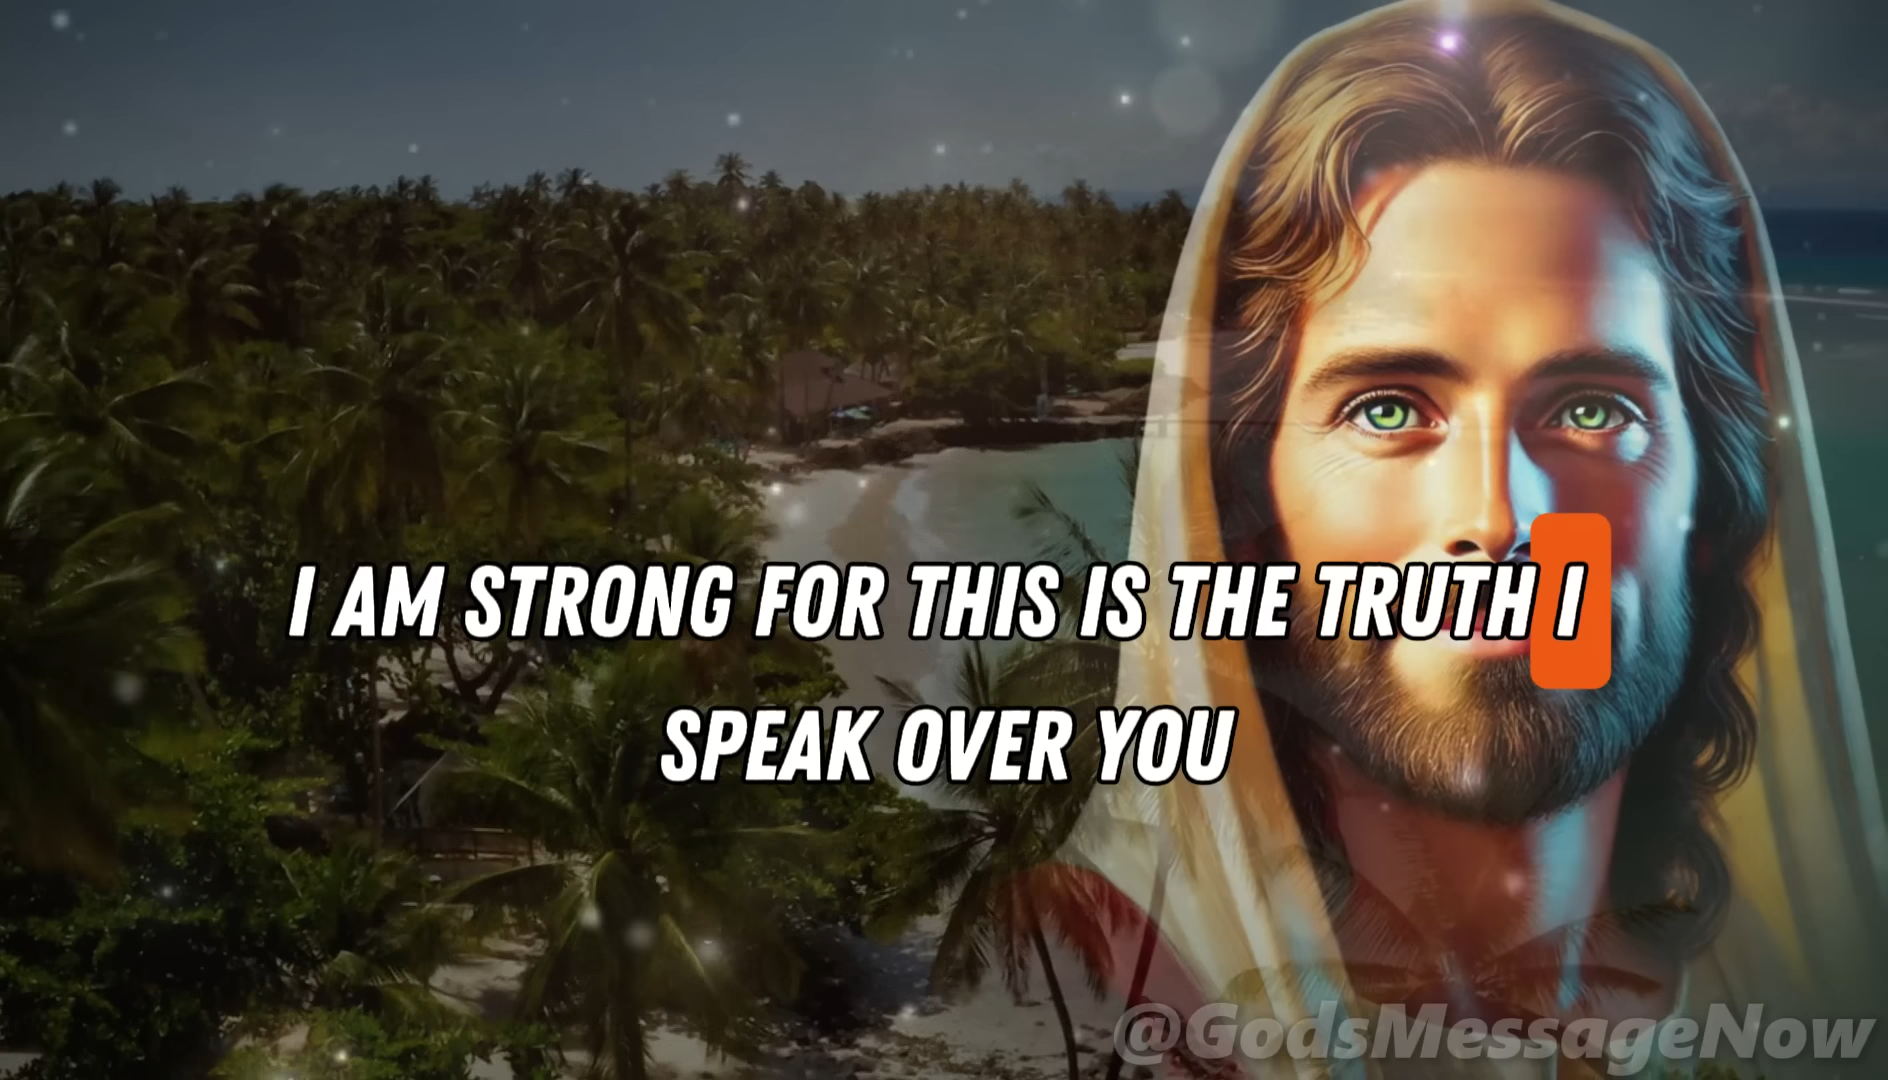 I AM STRONG FOR THIS IS THE TRUTH I
SPEAK OVER YOU
@GodsMessageNow